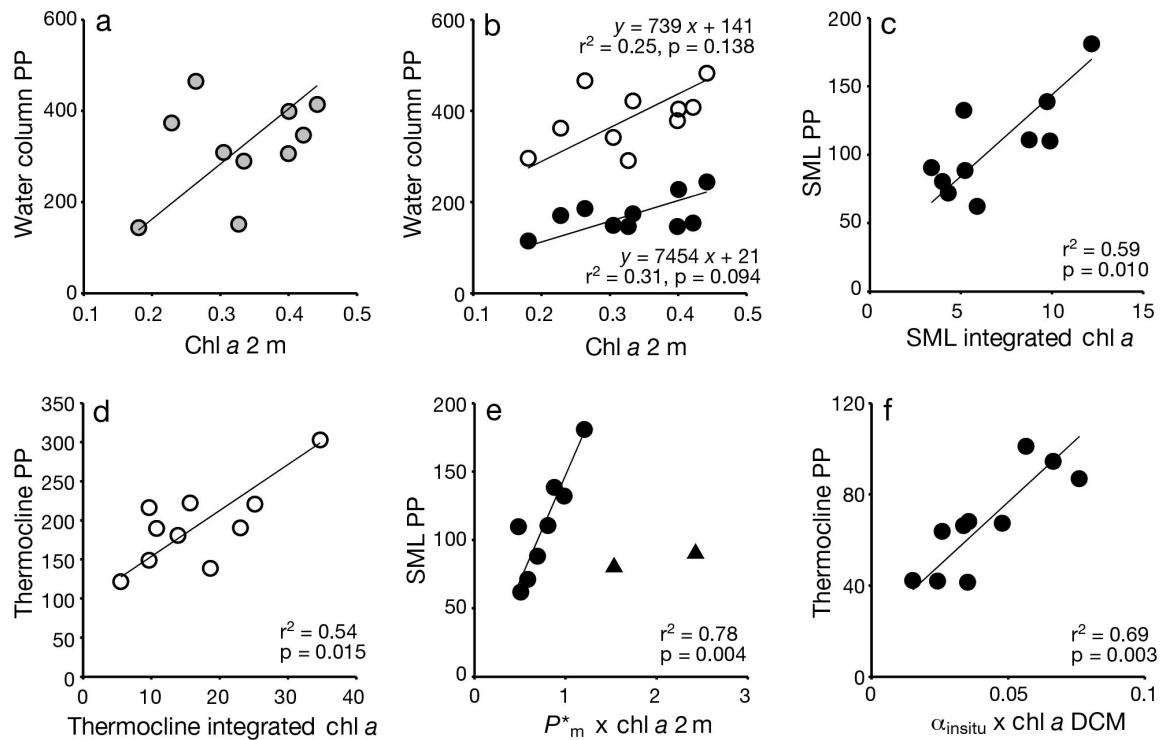 a
Water column PP
600
400
200
0
0.1 0.2 0.3 0.4 0.5
Chl a 2 m
b
y = 739 x + 141
r² = 0.25, p = 0.138
Water column PP
600
400
200
0
y = 7454 x + 21
r² = 0.31, p = 0.094
0.1 0.2 0.3 0.4 0.5
Chl a 2 m
c
SML PP
200
150
100
50
0
r² = 0.59
p = 0.010
0 5 10 15
SML integrated chl a
d
Thermocline PP
350
300
250
200
150
100
50
0
r² = 0.54
p = 0.015
0 10 20 30 40
Thermocline integrated chl a
e
SML PP
200
150
100
50
0
r² = 0.78
p = 0.004
0 1 2 3
P*m x chl a 2 m
f
Thermocline PP
120
80
40
0
r² = 0.69
p = 0.003
0 0.05 0.1
αinsitu x chl a DCM